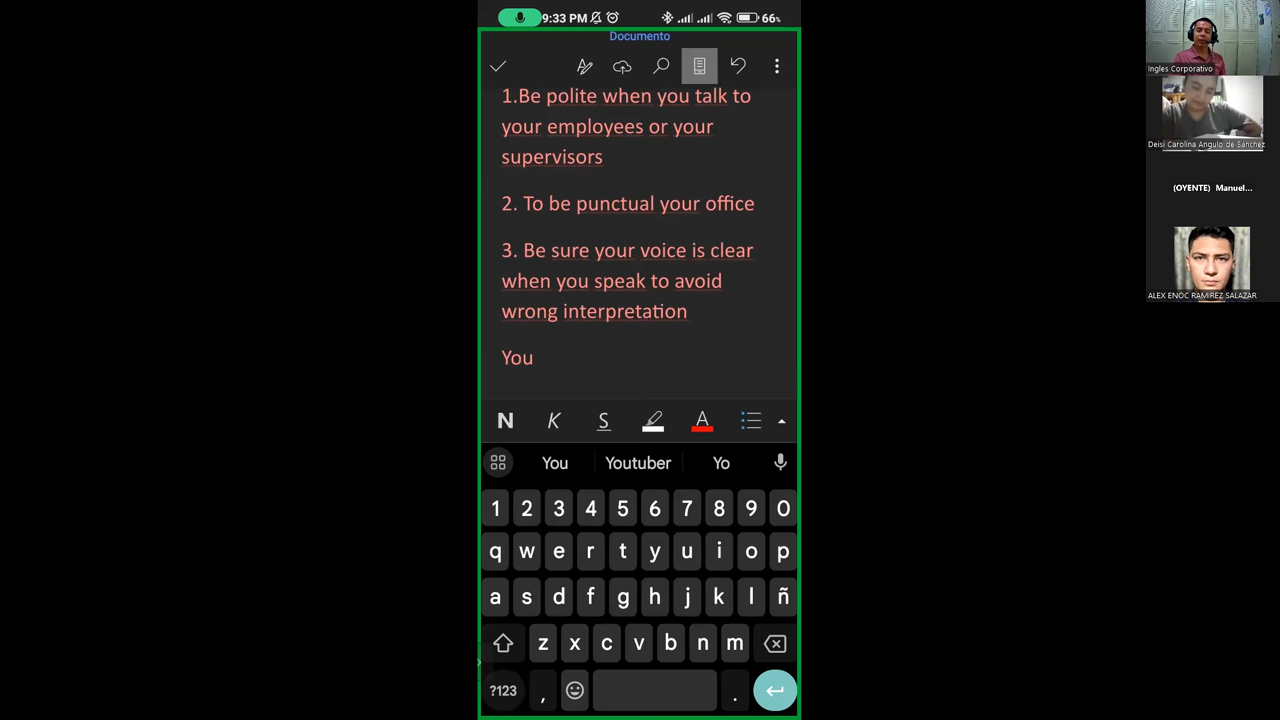 9:33 PM 66%
Documento
1.Be polite when you talk to
your employees or your
supervisors
2. To be punctual your office
3. Be sure your voice is clear
when you speak to avoid
wrong interpretation
You
N K S A
You Youtuber Yo
1 2 3 4 5 6 7 8 9 0
q w e r t y u i o p
a s d f g h j k l ñ
z x c v b n m
?123 , .
Ingles Corporativo
Deisi Carolina Angulo de Sánchez
(OYENTE) Manuel...
ALEX ENOC RAMIREZ SALAZAR